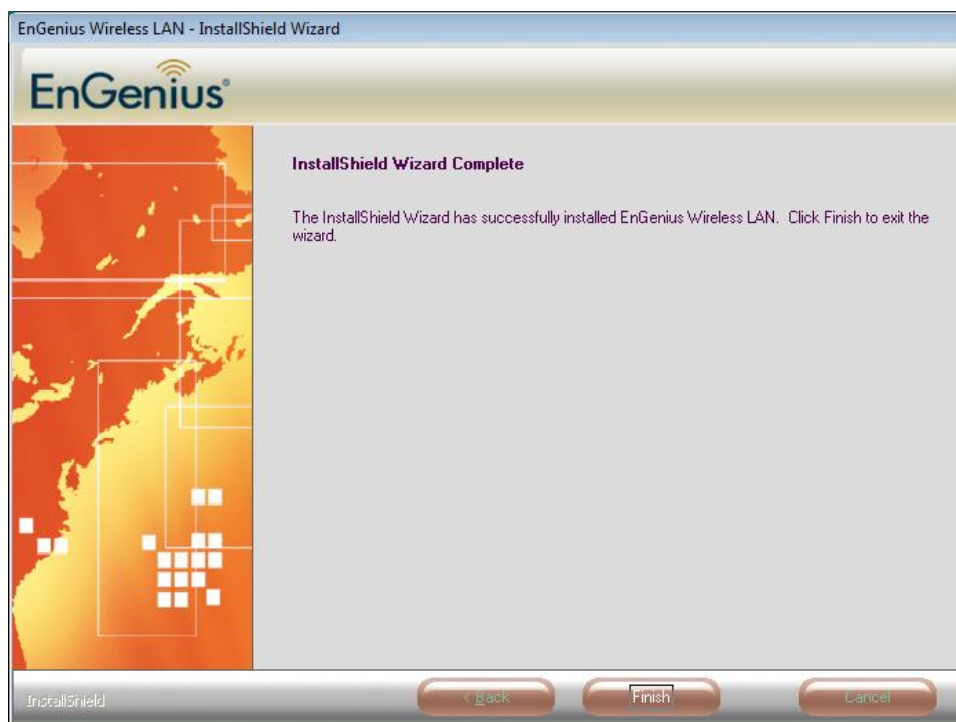 EnGenius Wireless LAN - InstallShield Wizard
EnGenius®
InstallShield Wizard Complete
The InstallShield Wizard has successfully installed EnGenius Wireless LAN. Click Finish to exit the
wizard.
InstallShield
< Back
Finish
Cancel